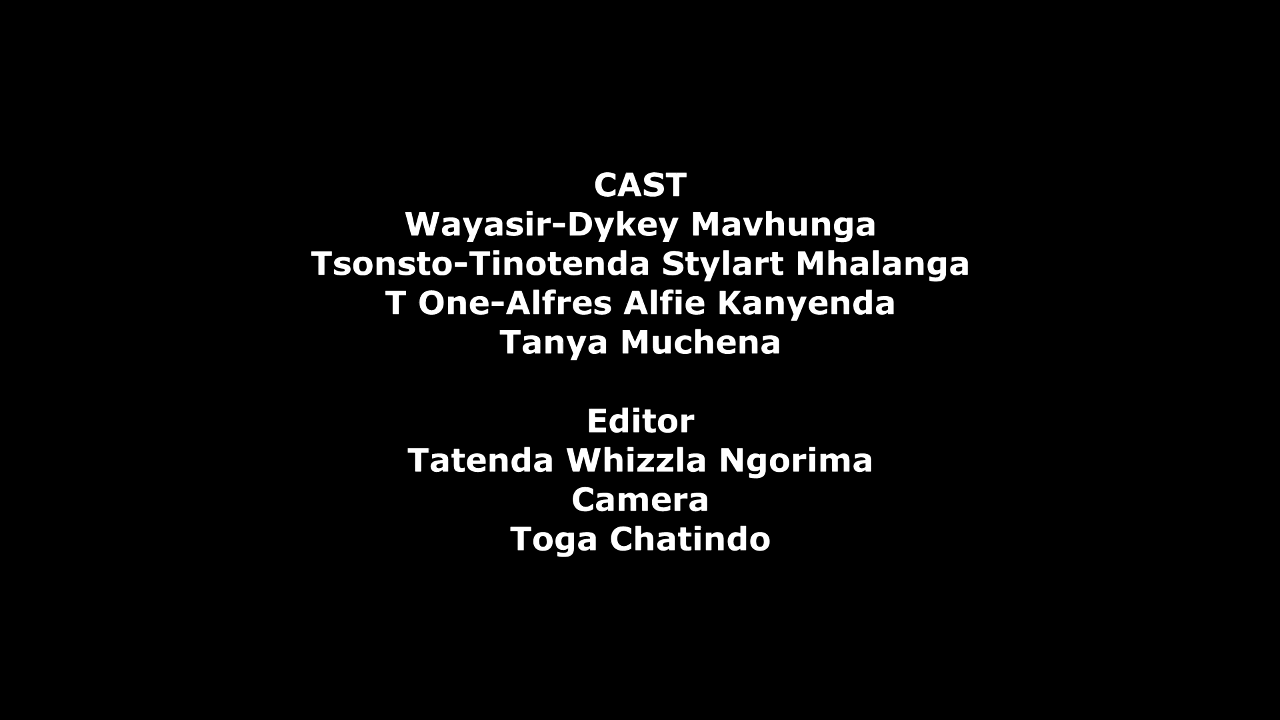 CAST
Wayasir-Dykey Mavhunga
Tsonsto-Tinotenda Stylart Mhalanga
T One-Alfres Alfie Kanyenda
Tanya Muchena
Editor
Tatenda Whizzla Ngorima
Camera
Toga Chatindo